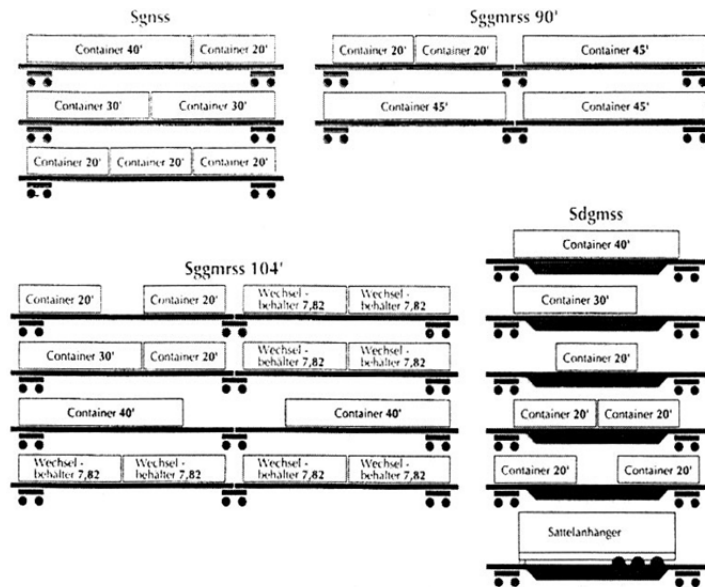 Sgnss
Container 40' Container 20'
Container 30' Container 30'
Container 20' Container 20' Container 20'
Sggmrss 90'
Container 20' Container 20' Container 45'
Container 45' Container 45'
Sggmrss 104'
Container 20' Container 20' Wechsel - Wechsel -
behälter 7,82 behälter 7,82
Container 30' Container 20' Wechsel - Wechsel -
behälter 7,82 behälter 7,82
Container 40' Container 40'
Wechsel - Wechsel - Wechsel - Wechsel -
behälter 7,82 behälter 7,82 behälter 7,82 behälter 7,82
Sdgmss
Container 40'
Container 30'
Container 20'
Container 20' Container 20'
Container 20' Container 20'
Sattelanhänger